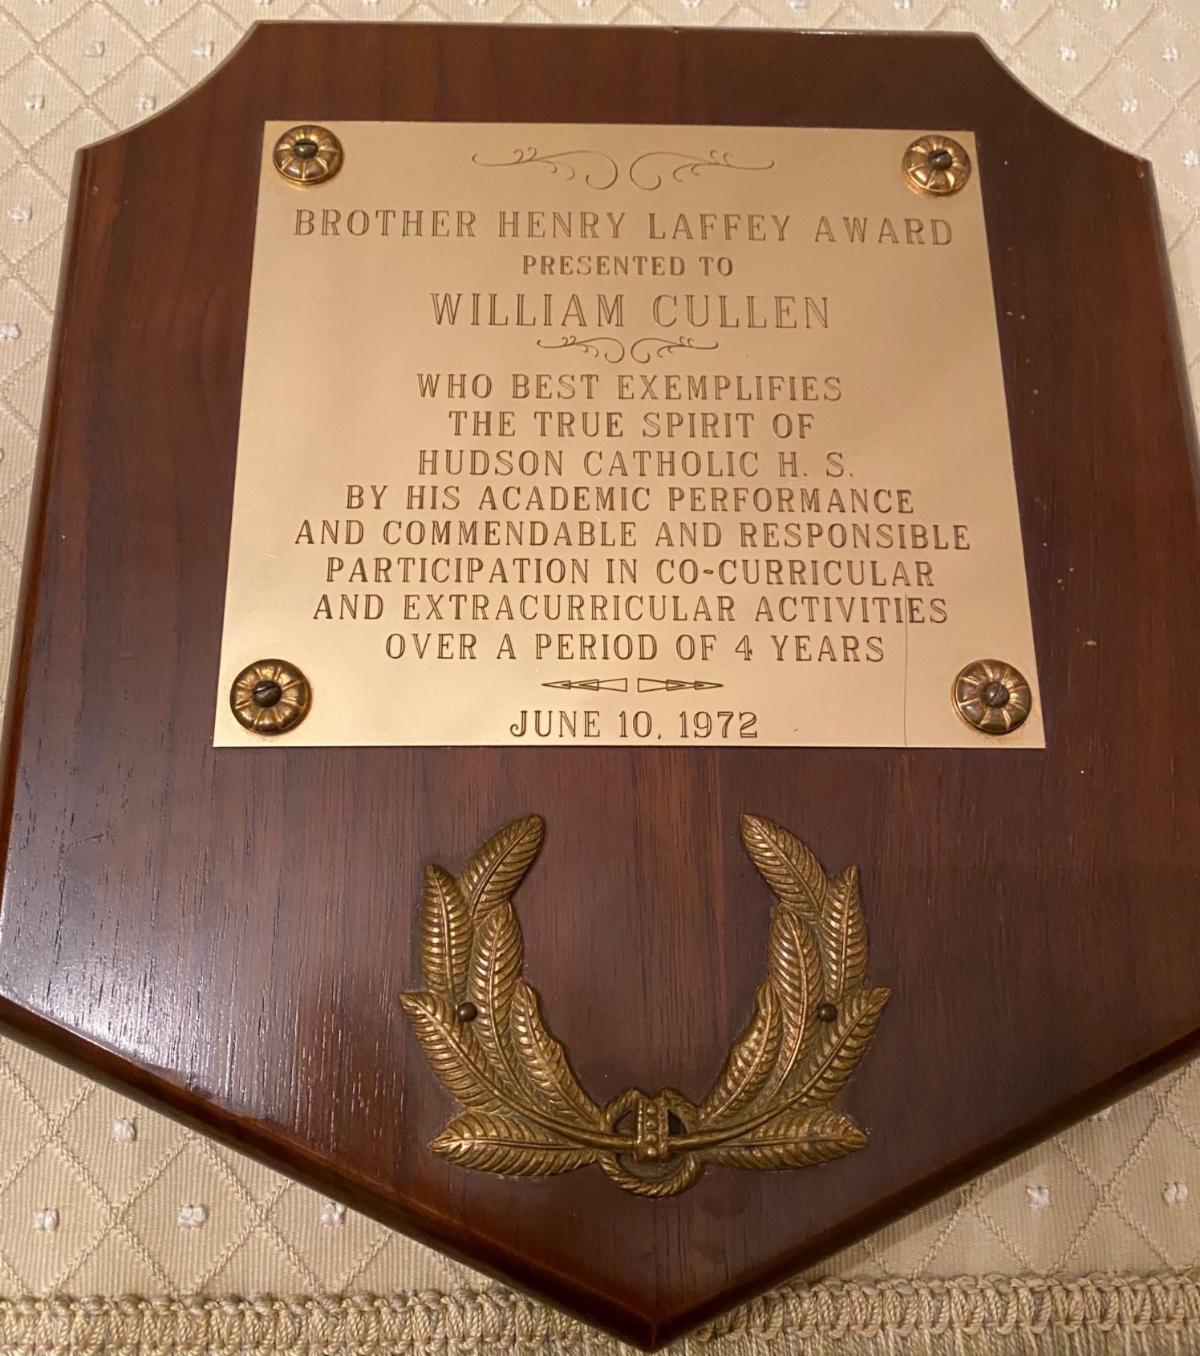 BROTHER HENRY LAFFEY AWARD
PRESENTED TO
WILLIAM CULLEN
WHO BEST EXEMPLIFIES
THE TRUE SPIRIT OF
HUDSON CATHOLIC H. S.
BY HIS ACADEMIC PERFORMANCE
AND COMMENDABLE AND RESPONSIBLE
PARTICIPATION IN CO-CURRICULAR
AND EXTRACURRICULAR ACTIVITIES
OVER A PERIOD OF 4 YEARS
JUNE 10, 1972